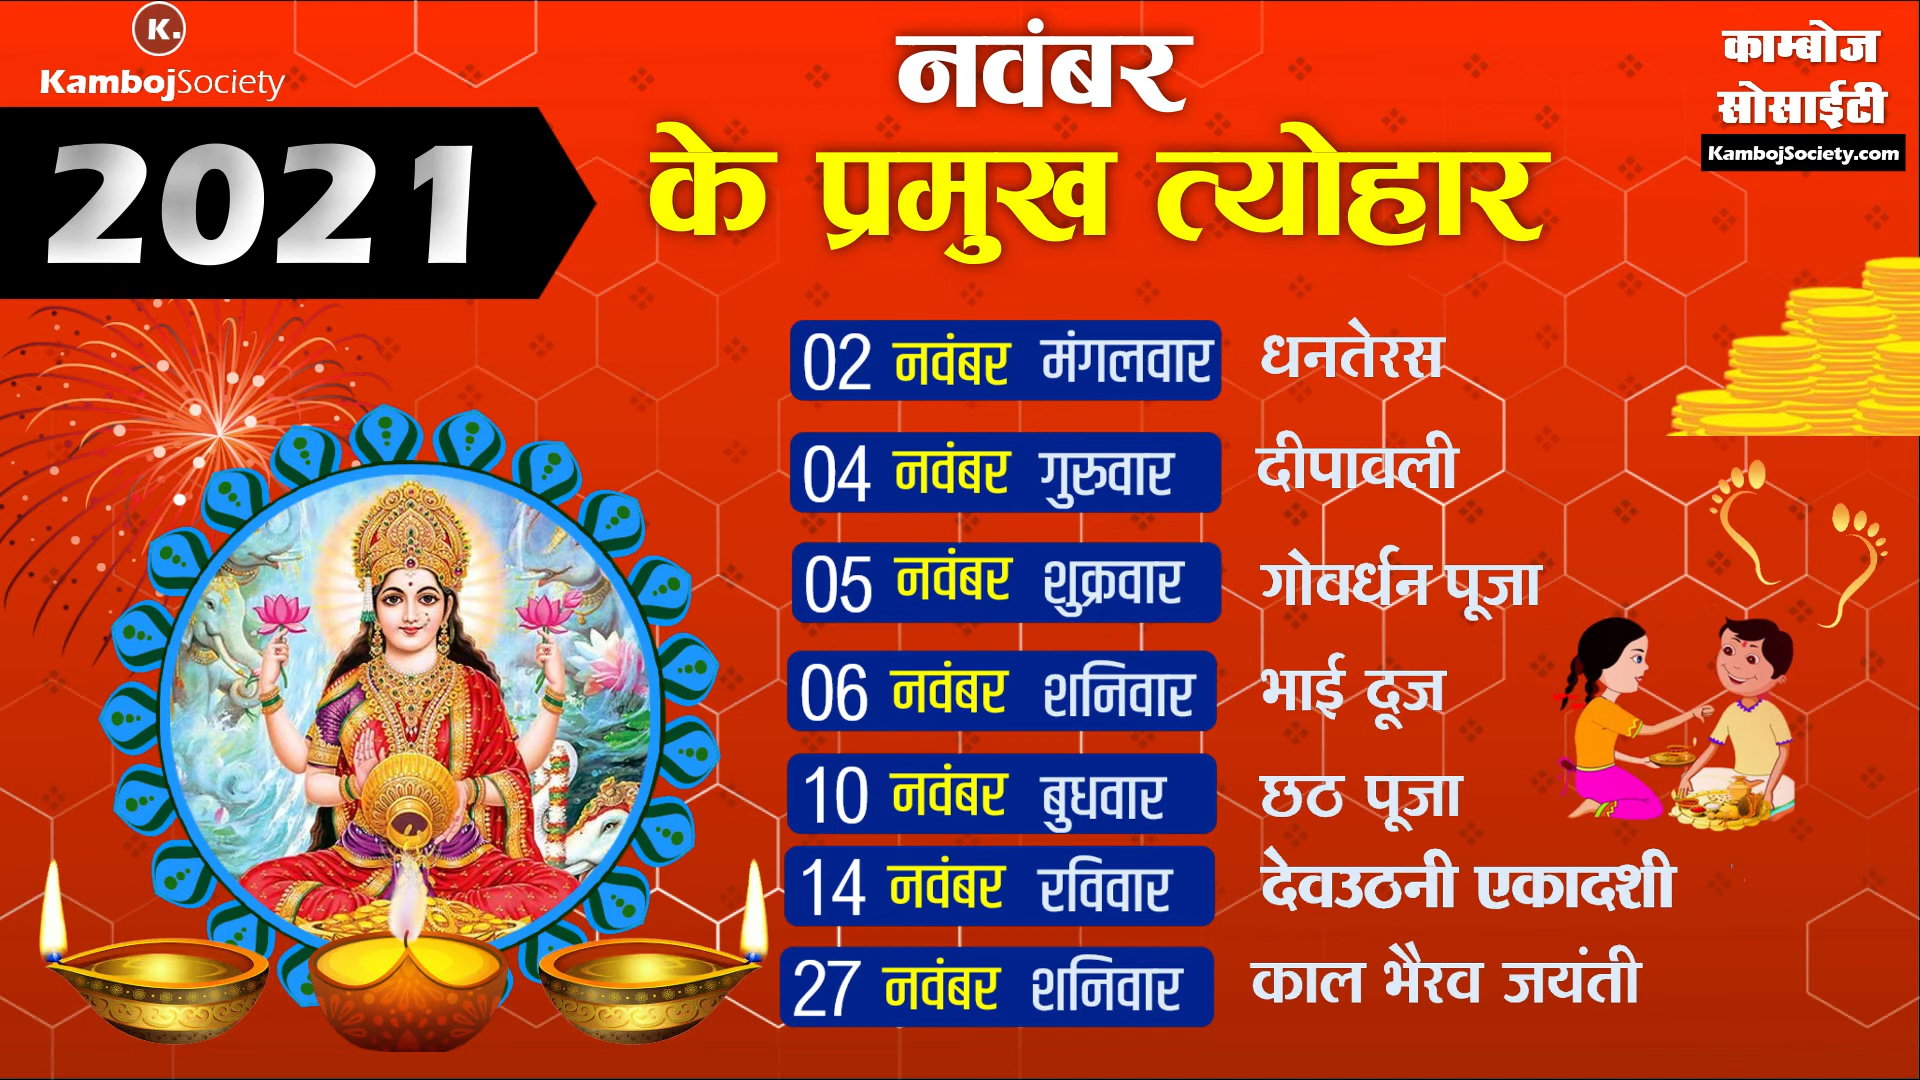 K.
KambojSociety
2021
नवंबर
के प्रमुख त्योहार
काम्बोज
सोसाईटी
KambojSociety.com
02 नवंबर मंगलवार धनतेरस
04 नवंबर गुरुवार दीपावली
05 नवंबर शुक्रवार गोवर्धन पूजा
06 नवंबर शनिवार भाई दूज
10 नवंबर बुधवार छठ पूजा
14 नवंबर रविवार देवउठनी एकादशी
27 नवंबर शनिवार काल भैरव जयंती